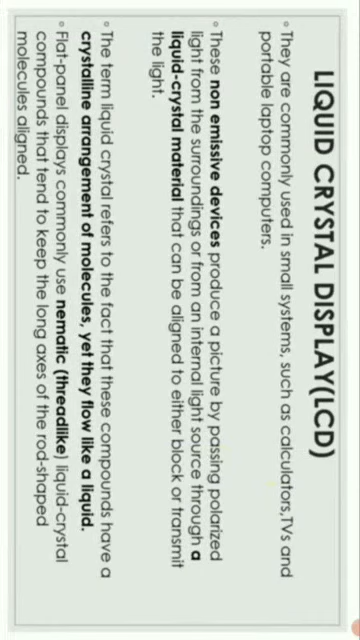 LIQUID CRYSTAL DISPLAY(LCD)
◦ They are commonly used in small systems, such as calculators,TVs and
portable laptop computers.
◦ These non emissive devices produce a picture by passing polarized
light from the surroundings or from an internal light source through a
liquid-crystal material that can be aligned to either block or transmit
the light.
◦ The term liquid crystal refers to the fact that these compounds have a
crystalline arrangement of molecules, yet they flow like a liquid.
◦ Flat-panel displays commonly use nematic (threadlike) liquid-crystal
compounds that tend to keep the long axes of the rod-shaped
molecules aligned.